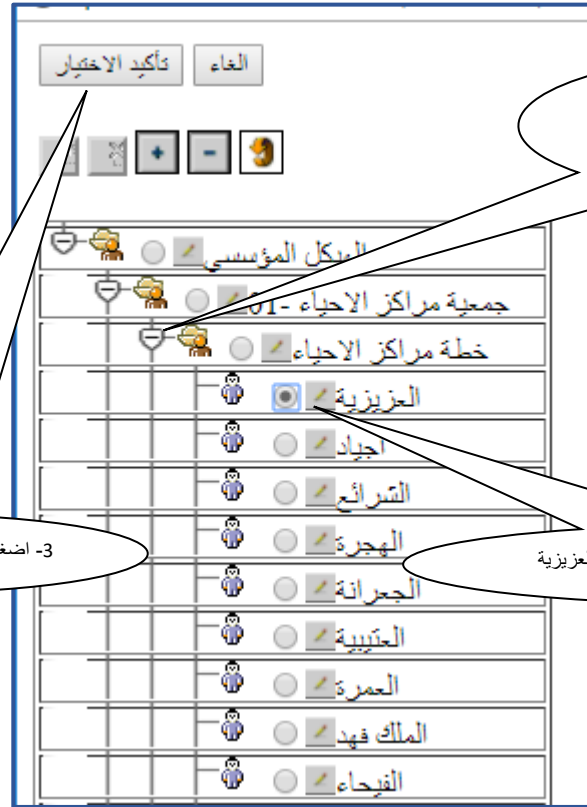 تأكيد الاختيار
الغاء
+
-
الهيكل المؤسسي
جمعية مراكز الاحياء -01
خطة مراكز الاحياء
العزيزية
اجياد
الشرائع
الهجرة
الجعرانة
العتيبية
العمرة
الملك فهد
الفيحاء
3- اضغ
العزيزية